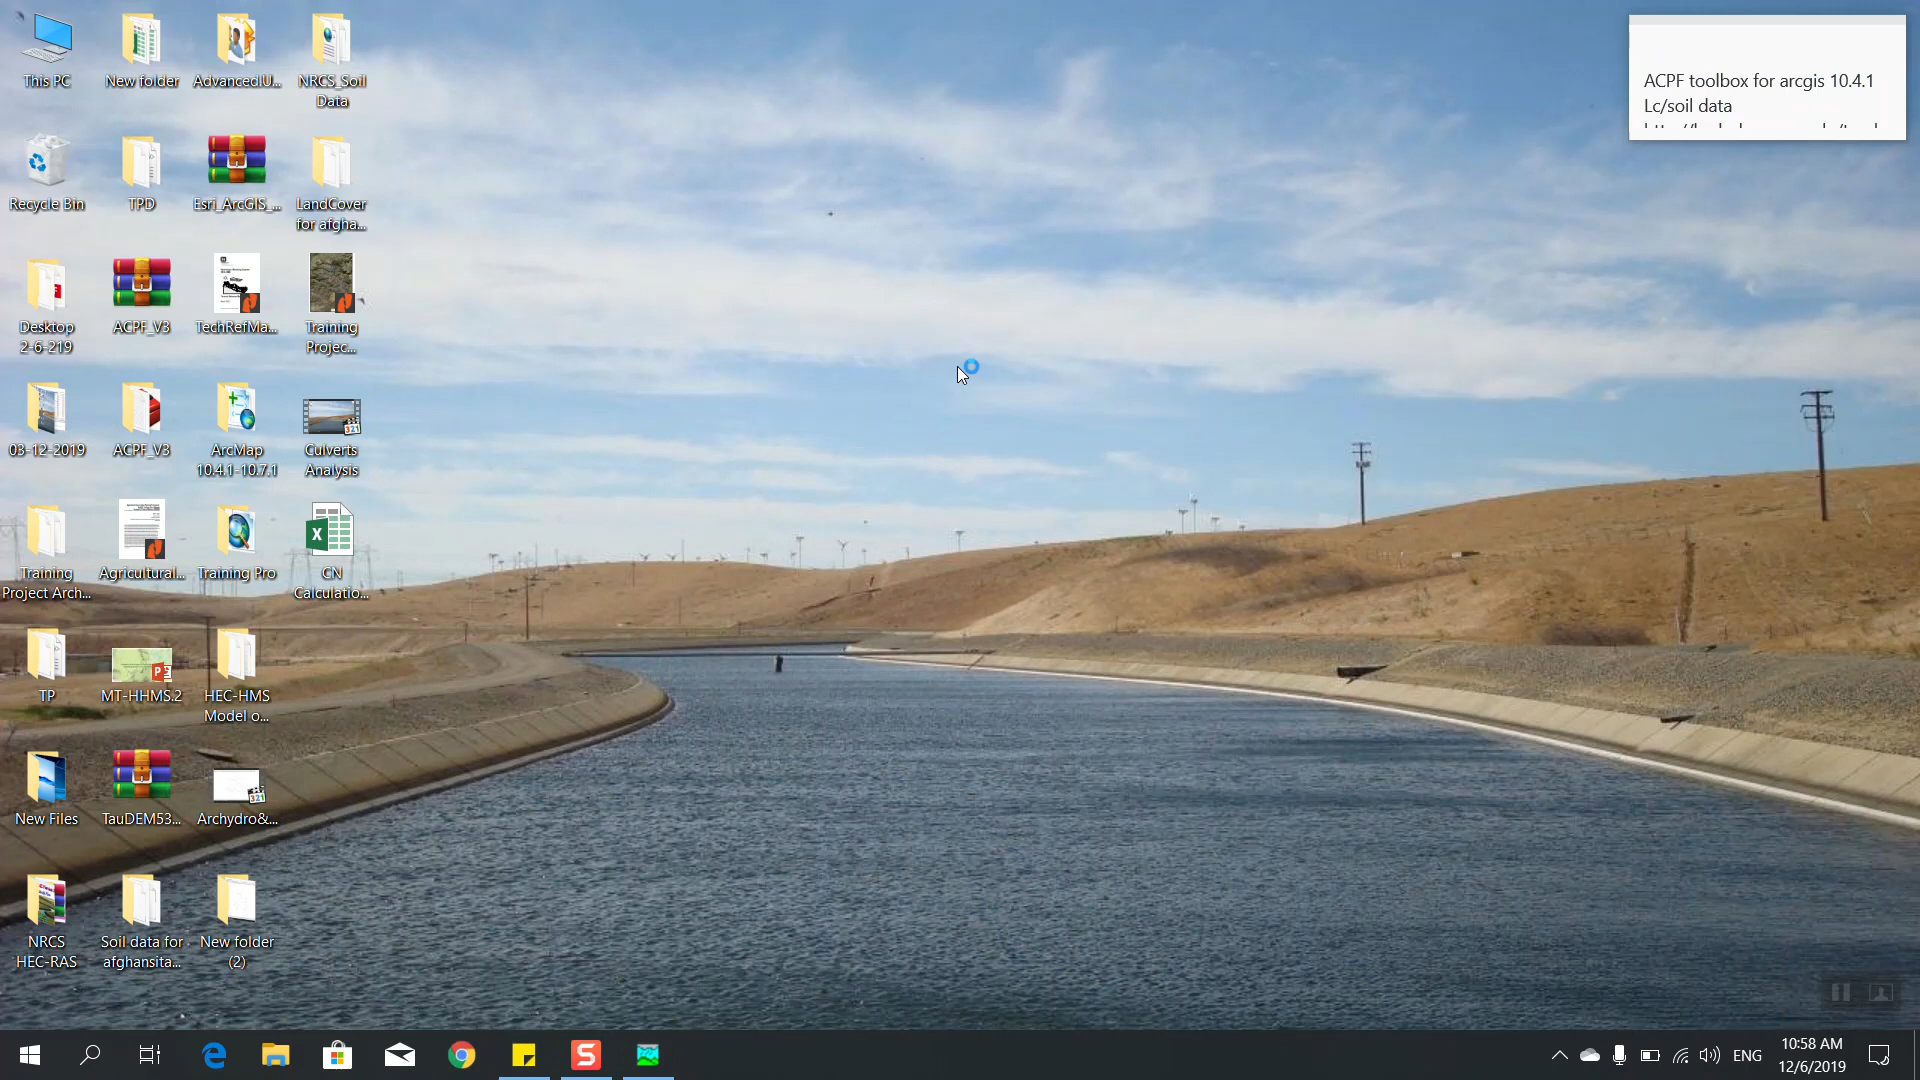 This PC
New folder
AdvancedU...
NRCS_Soil
Data
Recycle Bin
TPD
Esri_ArcGIS_...
LandCover
for afgha...
Desktop
2-6-219
ACPF_V3
TechRefMa...
Training
Projec...
03-12-2019
ACPF_V3
ArcMap
10.4.1-10.7.1
Culverts
Analysis
Training
Project Arch...
Agricultural...
Training Pro
CN
Calculatio...
TP
MT-HHMS.2
HEC-HMS
Model o...
New Files
TauDEM53...
Archydro&...
NRCS
HEC-RAS
Soil data for
afghansita...
New folder
(2)
ACPF toolbox for arcgis 10.4.1
Lc/soil data
ENG
10:58 AM
12/6/2019